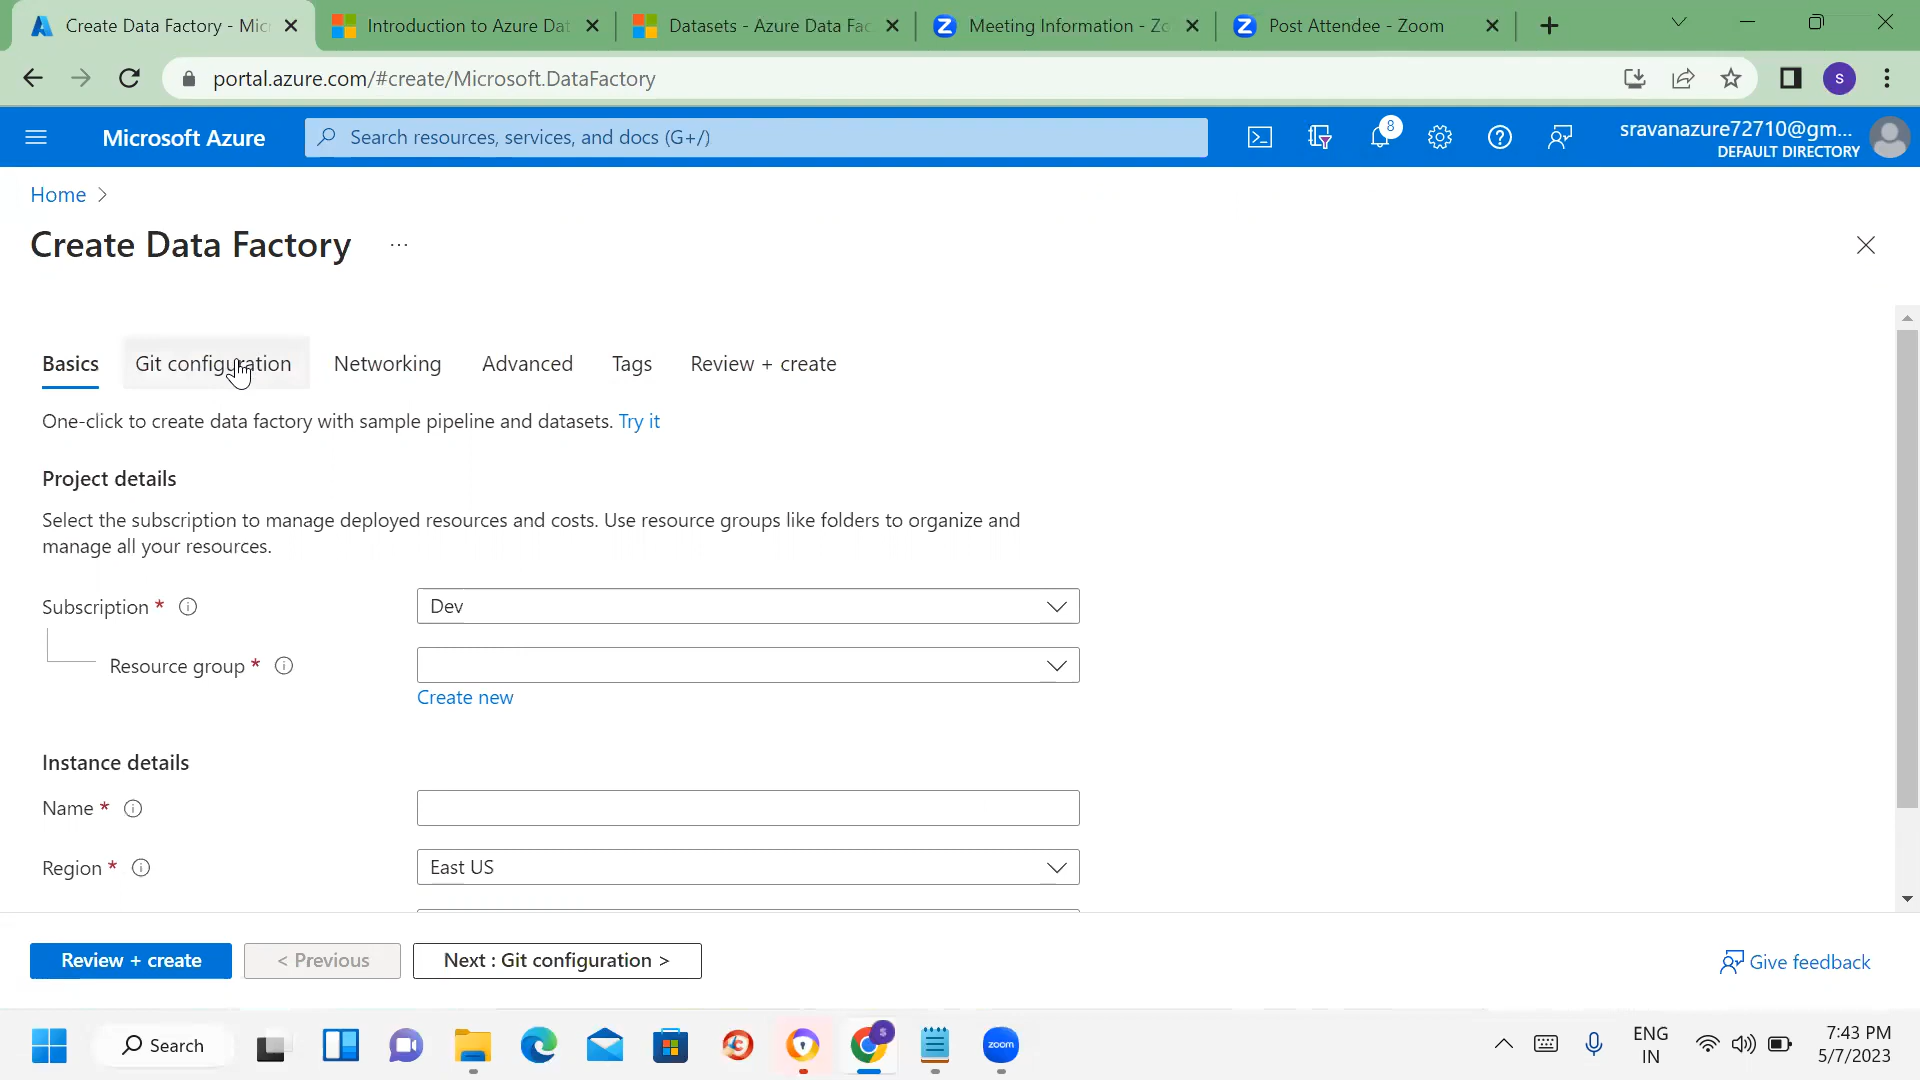 Create Data Factory - Mic
Introduction to Azure Dat
Datasets - Azure Data Fac
Meeting Information - Zo
Post Attendee - Zoom
portal.azure.com/#create/Microsoft.DataFactory
s
Microsoft Azure
Search resources, services, and docs (G+/)
8
sravanazure72710@gm...
DEFAULT DIRECTORY
Home >
Create Data Factory ...
Basics
Git configuration
Networking
Advanced
Tags
Review + create
One-click to create data factory with sample pipeline and datasets. Try it
Project details
Select the subscription to manage deployed resources and costs. Use resource groups like folders to organize and
manage all your resources.
Subscription *
Dev
Resource group *
Create new
Instance details
Name *
Region *
East US
Review + create
< Previous
Next : Git configuration >
Give feedback
Search
s
zoom
ENG
IN
7:43 PM
5/7/2023